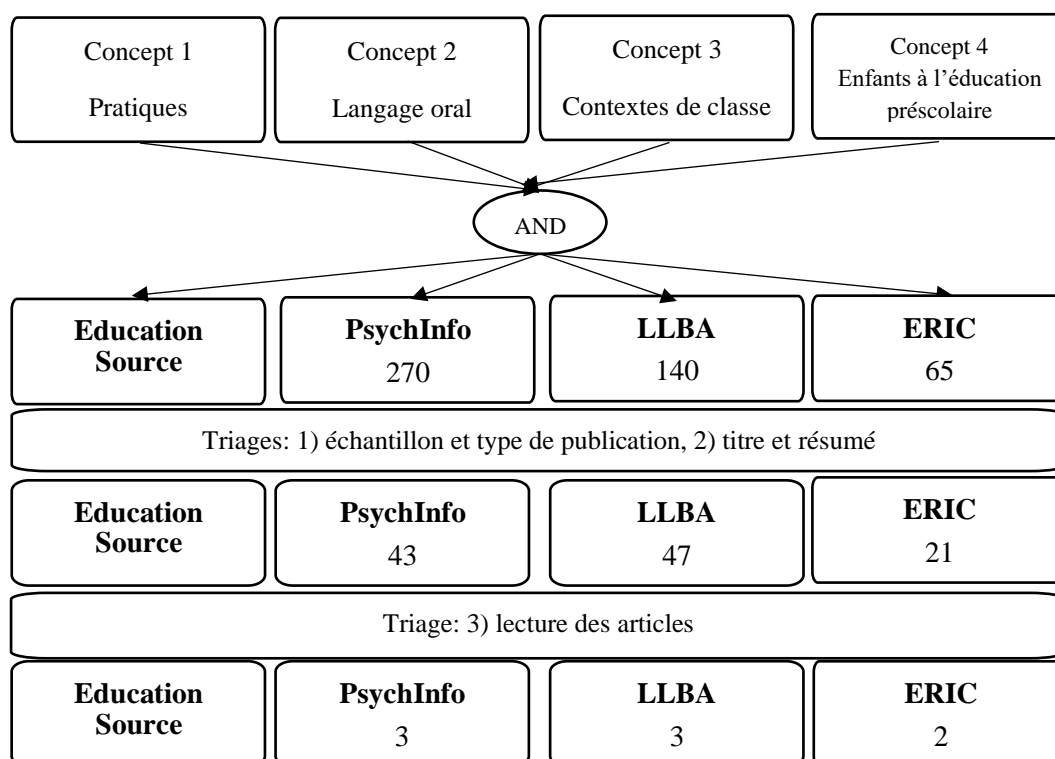 Concept 1
Pratiques
Concept 2
Langage oral
Concept 3
Contextes de classe
Concept 4
Enfants à l'éducation
préscolaire
AND
Education
Source
PsychInfo
270
LLBA
140
ERIC
65
Triages: 1) échantillon et type de publication, 2) titre et résumé
Education
Source
PsychInfo
43
LLBA
47
ERIC
21
Triage: 3) lecture des articles
Education
Source
PsychInfo
3
LLBA
3
ERIC
2